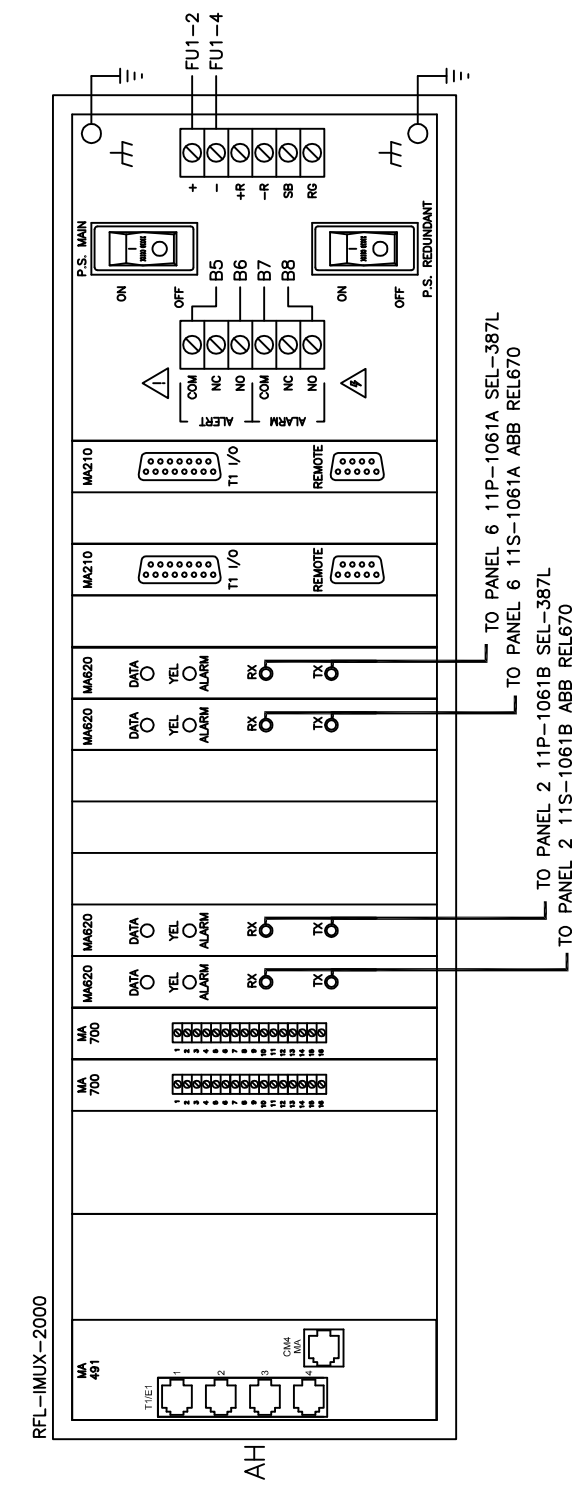 RFL-IMUX-2000
AH
MA
491
T1/E1
1
2
3
4
CM4
MA
MA
700
1
2
3
4
5
6
7
8
9
10
11
12
13
14
15
16
MA
700
1
2
3
4
5
6
7
8
9
10
11
12
13
14
15
16
MA620
DATA
YEL
ALARM
RX
TX
MA620
DATA
YEL
ALARM
RX
TX
MA620
DATA
YEL
ALARM
RX
TX
MA620
DATA
YEL
ALARM
RX
TX
MA210
T1 I/O
REMOTE
MA210
T1 I/O
REMOTE
ALERT
ALARM
COM
NC
NO
COM
NC
NO
B5
B6
B7
B8
P.S. MAIN
ON
OFF
P.S. REDUNDANT
ON
OFF
+
-
+R
-R
SB
RG
FU1-2
FU1-4
TO PANEL 6 11P-1061A SEL-387L
TO PANEL 6 11S-1061A ABB REL670
TO PANEL 2 11P-1061B SEL-387L
TO PANEL 2 11S-1061B ABB REL670